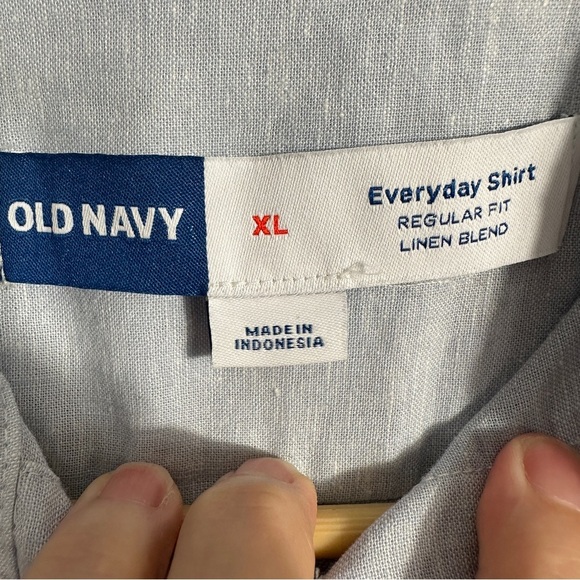 OLD NAVY
XL
Everyday Shirt
REGULAR FIT
LINEN BLEND
MADE IN
INDONESIA